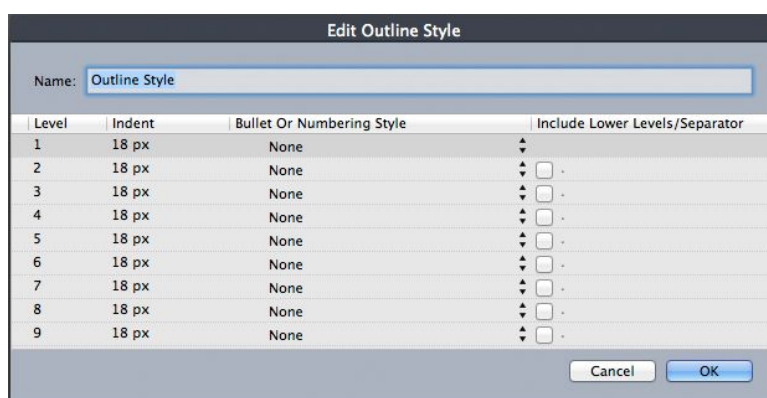 Edit Outline Style
Name: Outline Style
Level Indent Bullet Or Numbering Style Include Lower Levels/Separator
1 18 px None
2 18 px None .
3 18 px None .
4 18 px None .
5 18 px None .
6 18 px None .
7 18 px None .
8 18 px None .
9 18 px None .
Cancel OK